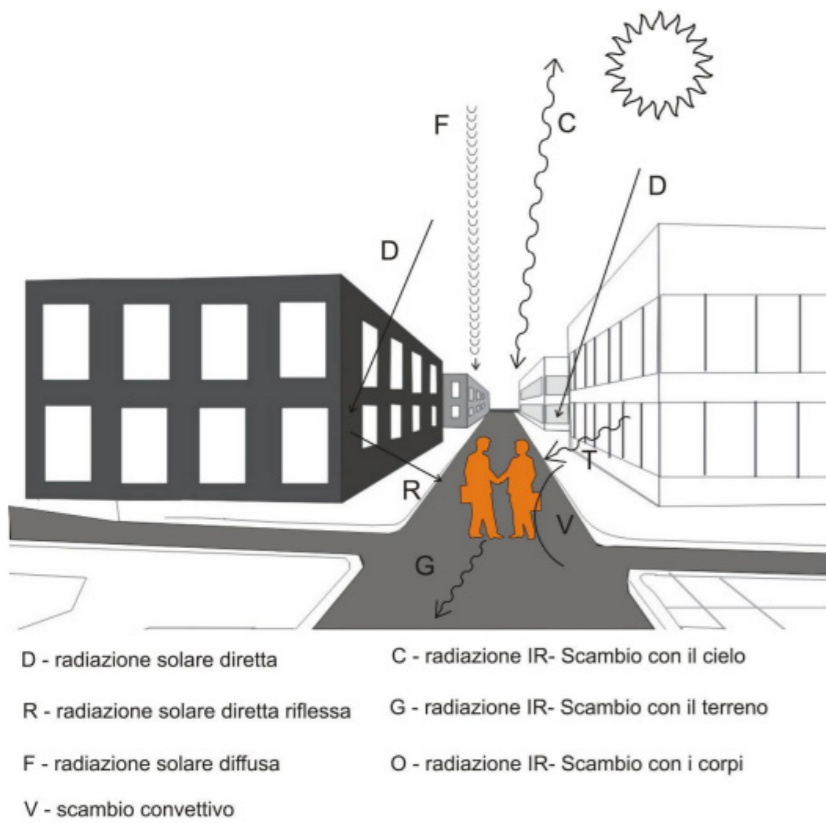 F
C
D
D
T
R
V
G
D - radiazione solare diretta
C - radiazione IR- Scambio con il cielo
R - radiazione solare diretta riflessa
G - radiazione IR- Scambio con il terreno
F - radiazione solare diffusa
O - radiazione IR- Scambio con i corpi
V - scambio convettivo